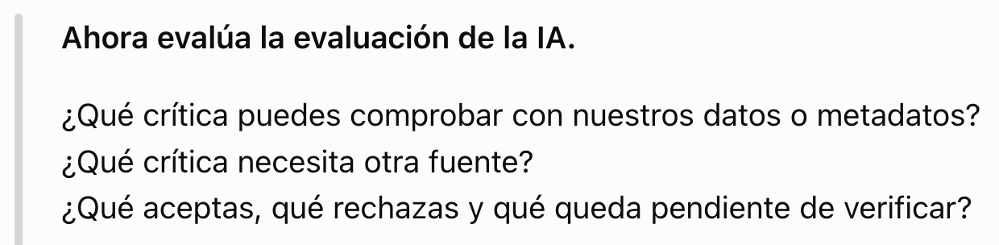 Ahora evalúa la evaluación de la IA.
¿Qué crítica puedes comprobar con nuestros datos o metadatos?
¿Qué crítica necesita otra fuente?
¿Qué aceptas, qué rechazas y qué queda pendiente de verificar?